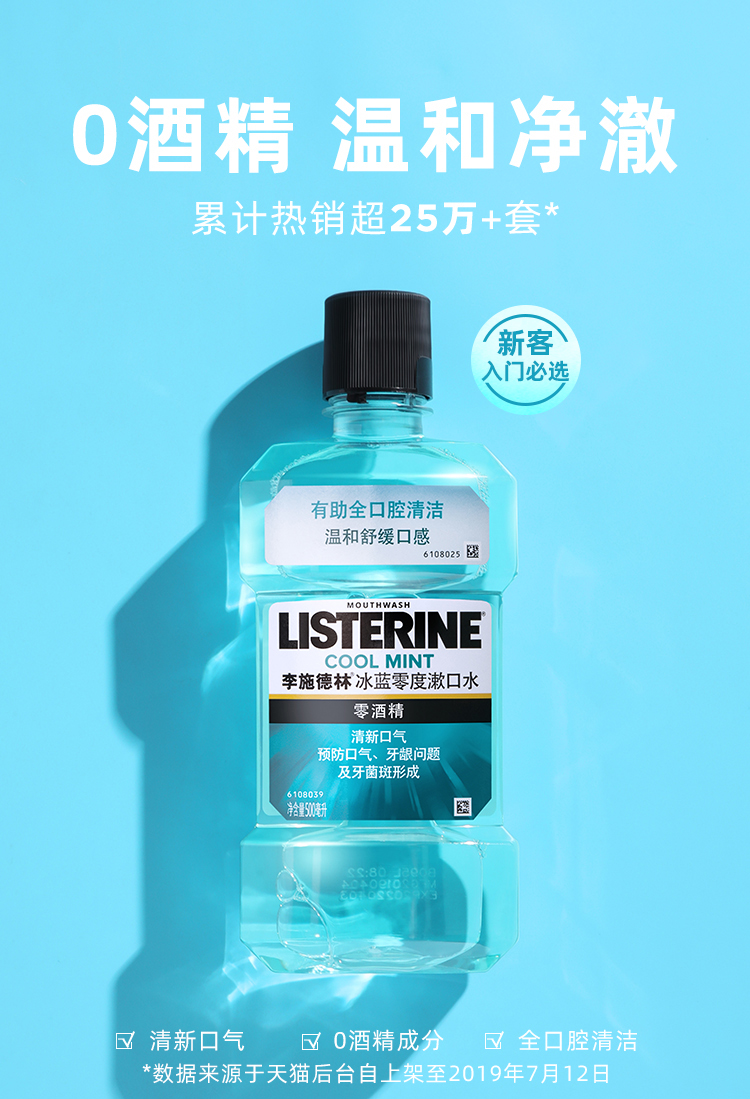 0酒精 温和净澈
累计热销超25万+套*
新客
入门必选
有助全口腔清洁
温和舒缓口感
6108025
MOUTHWASH
LISTERINE®
COOL MINT
李施德林®冰蓝零度漱口水
零酒精
清新口气
预防口气、牙龈问题
及牙菌斑形成
6108039
净含量500毫升
☑ 清新口气 ☑ 0酒精成分 ☑ 全口腔清洁
*数据来源于天猫后台自上架至2019年7月12日